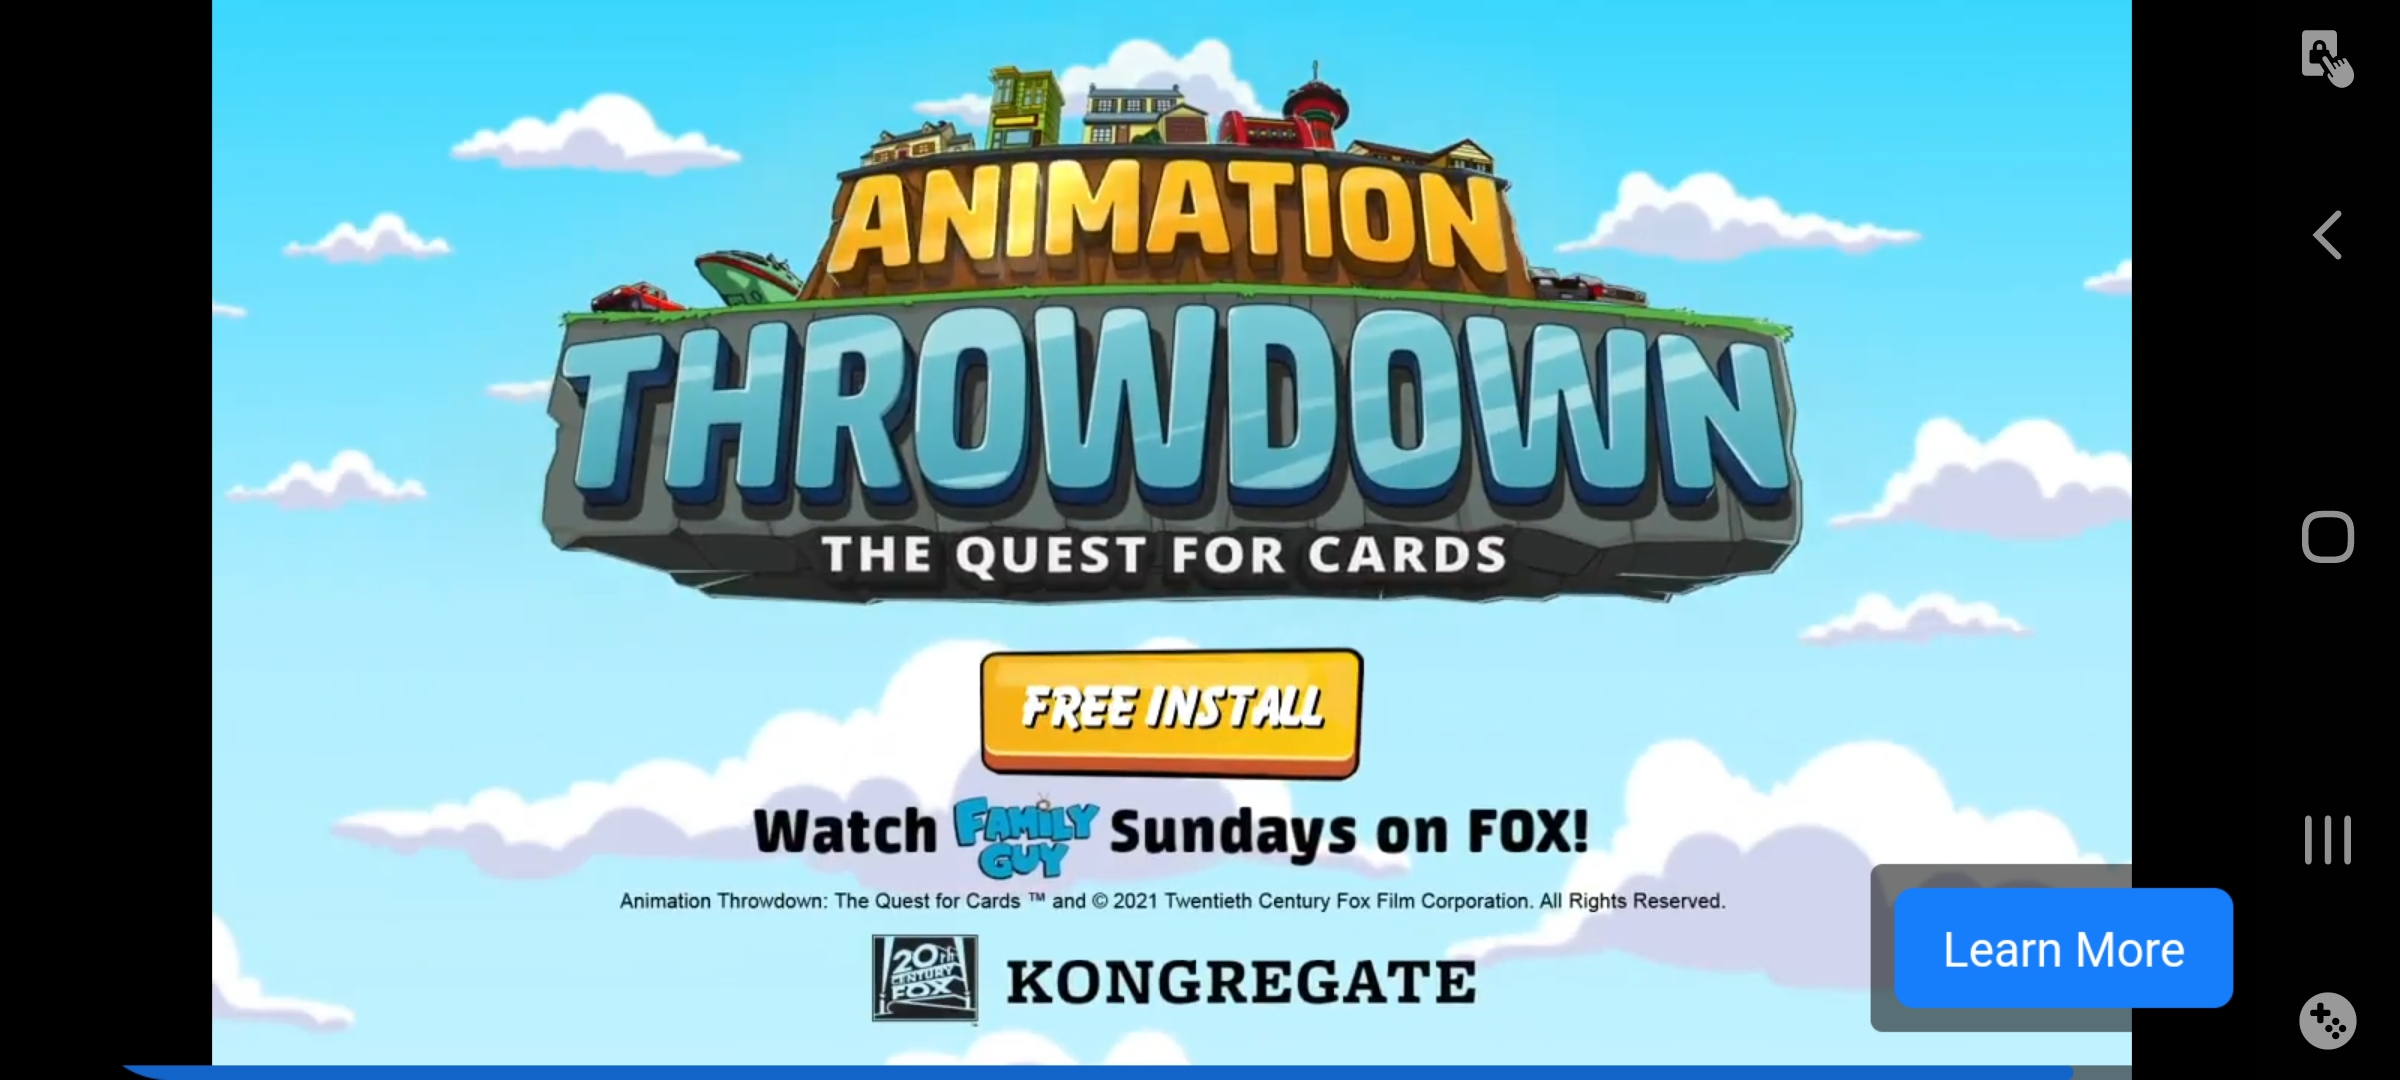 ANIMATION
THROWDOWN
THE QUEST FOR CARDS
FREE INSTALL
Watch FAMILY GUY Sundays on FOX!
Animation Throwdown: The Quest for Cards ™ and © 2021 Twentieth Century Fox Film Corporation. All Rights Reserved.
20th CENTURY FOX KONGREGATE
Learn More